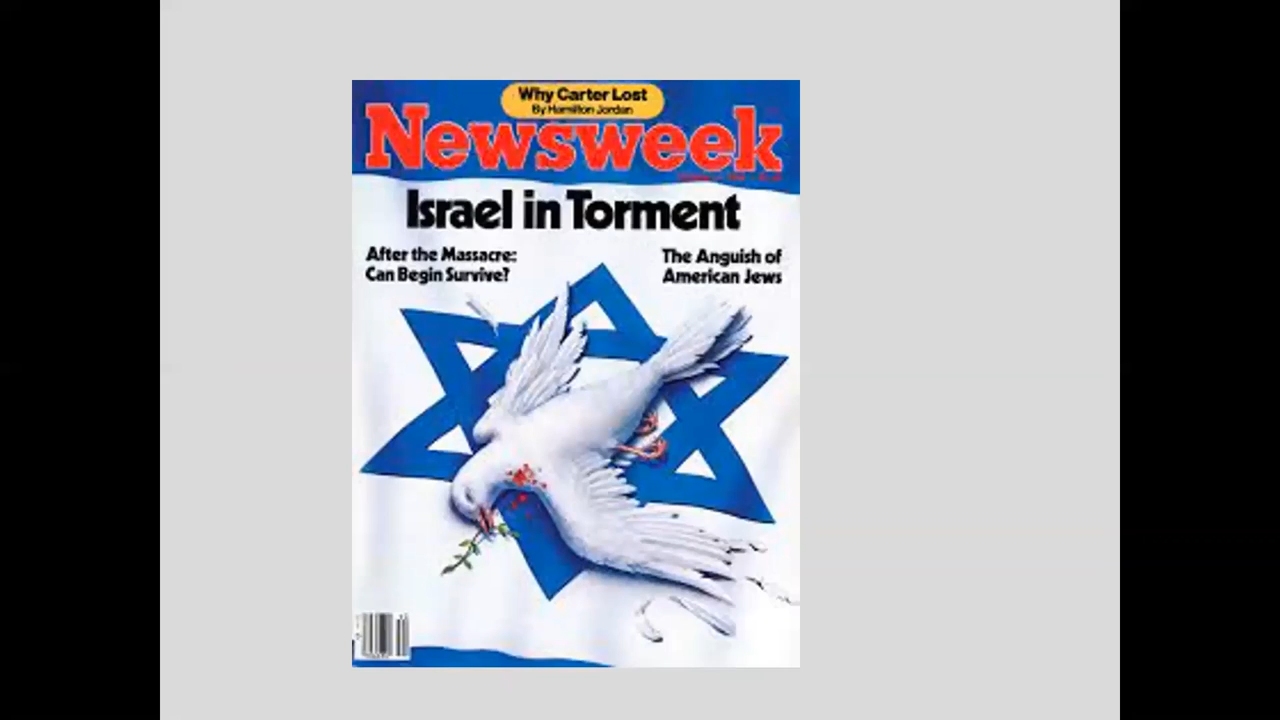 Why Carter Lost
By Hamilton Jordan
Newsweek
Israel in Torment
After the Massacre:
Can Begin Survive?
The Anguish of
American Jews